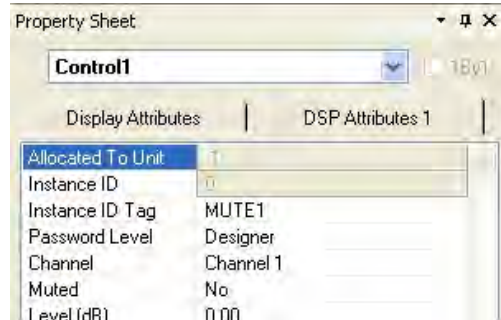 Property Sheet
Control1
Display Attributes | DSP Attributes 1
Allocated To Unit
Instance ID 0
Instance ID Tag MUTE1
Password Level Designer
Channel Channel 1
Muted No
Level (dB) 0.00